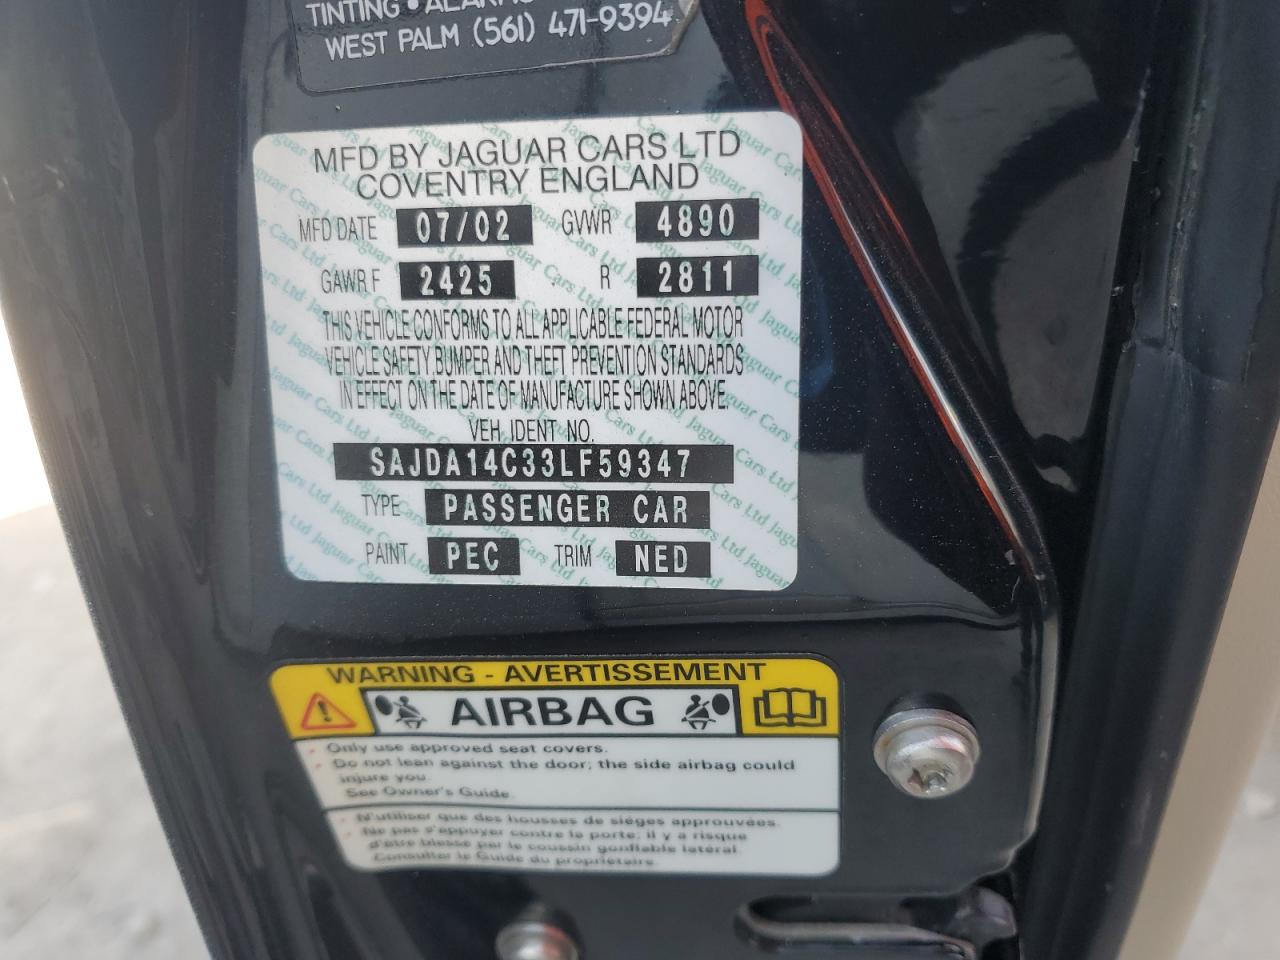 TINTING •
WEST PALM (561) 471-9394
MFD BY JAGUAR CARS LTD
COVENTRY ENGLAND
MFD DATE 07/02 GVWR 4890
GAWR F 2425 R 2811
THIS VEHICLE CONFORMS TO ALL APPLICABLE FEDERAL MOTOR
VEHICLE SAFETY, BUMPER AND THEFT PREVENTION STANDARDS
IN EFFECT ON THE DATE OF MANUFACTURE SHOWN ABOVE.
VEH. IDENT NO.
SAJDA14C33LF59347
TYPE PASSENGER CAR
PAINT PEC TRIM NED
WARNING - AVERTISSEMENT
AIRBAG
Only use approved seat covers.
Do not lean against the door; the side airbag could
injure you.
See Owner's Guide.
N'utiliser que des housses de sièges approuvées.
Ne pas s'appuyer contre la porte; il y a risque
d'être blesse par le coussin gonflable latéral.
Consulter le Guide du propriétaire.